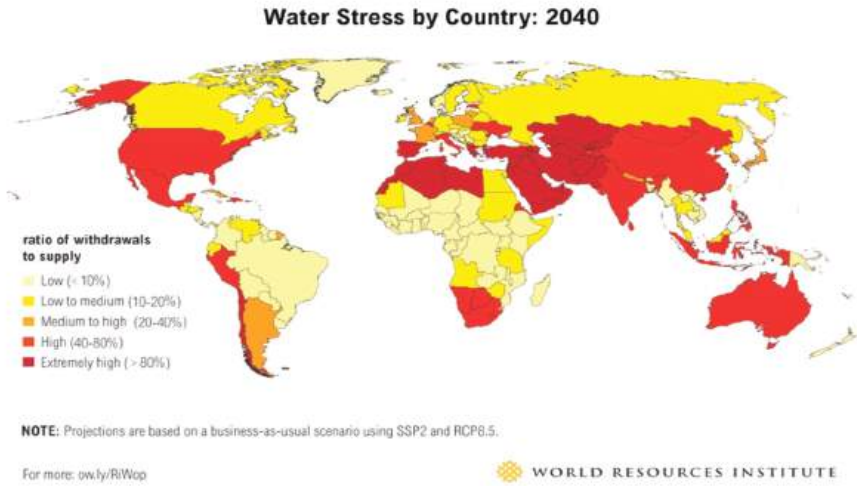 Water Stress by Country: 2040
ratio of withdrawals
to supply
Low (< 10%)
Low to medium (10-20%)
Medium to high (20-40%)
High (40-80%)
Extremely high (> 80%)
NOTE: Projections are based on a business-as-usual scenario using SSP2 and RCP8.5.
For more: ow.ly/RiWop
WORLD RESOURCES INSTITUTE